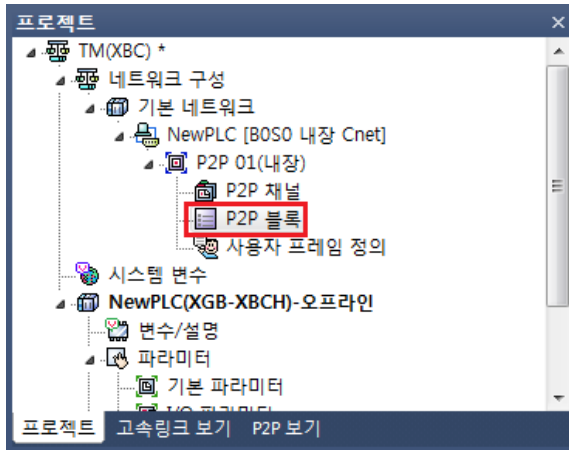 프로젝트
TM(XBC) *
네트워크 구성
기본 네트워크
NewPLC [B0S0 내장 Cnet]
P2P 01(내장)
P2P 채널
P2P 블록
사용자 프레임 정의
시스템 변수
NewPLC(XGB-XBCH)-오프라인
변수/설명
파라미터
기본 파라미터
I/O 파라미터
프로젝트 고속링크 보기 P2P 보기